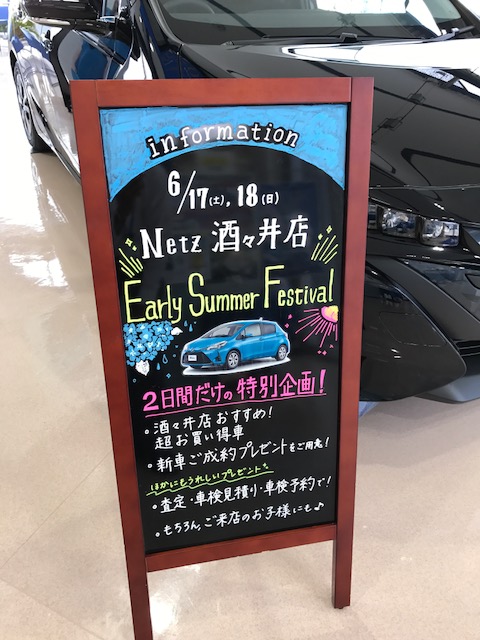 information
6/17(土),18(日)
Netz 酒々井店
Early Summer Festival
2日間だけの特別企画!
・酒々井店おすすめ!
超お買い得車
・新車ご成約プレゼントをご用意!
ほかにもうれしいプレゼント
・査定・車検見積り・車検予約で!
・もちろん、ご来店のお子様にも♪